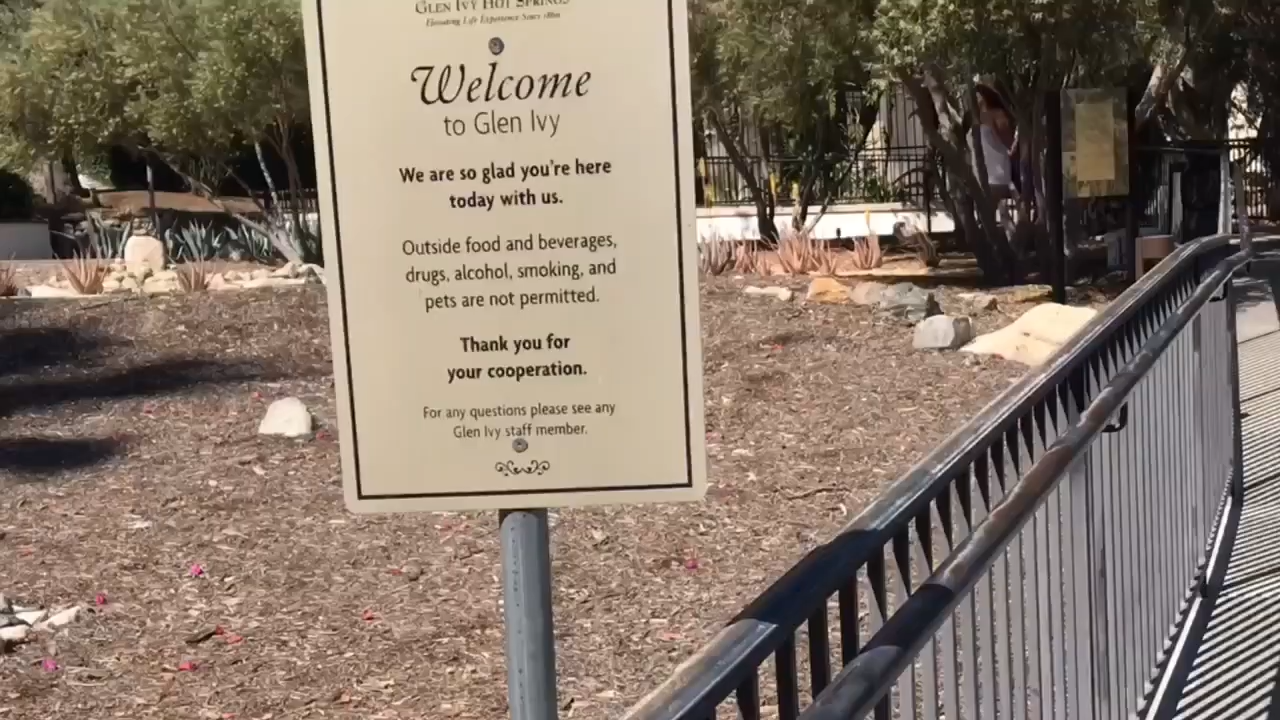 GLEN IVY HOT SPRINGS
Elevating Life Experience Since 1860
Welcome
to Glen Ivy
We are so glad you're here
today with us.
Outside food and beverages,
drugs, alcohol, smoking, and
pets are not permitted.
Thank you for
your cooperation.
For any questions please see any
Glen Ivy staff member.